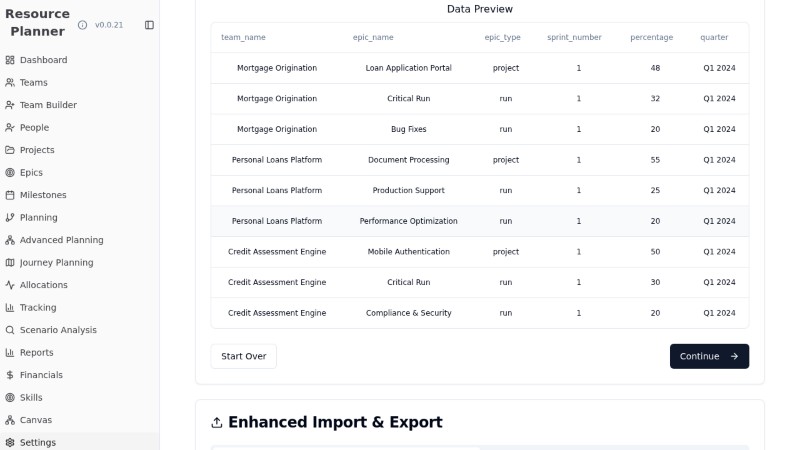 Resource
Planner
v0.0.21
Dashboard
Teams
Team Builder
People
Projects
Epics
Milestones
Planning
Advanced Planning
Journey Planning
Allocations
Tracking
Scenario Analysis
Reports
Financials
Skills
Canvas
Settings
Data Preview
team_name epic_name epic_type sprint_number percentage quarter
Mortgage Origination Loan Application Portal project 1 48 Q1 2024
Mortgage Origination Critical Run run 1 32 Q1 2024
Mortgage Origination Bug Fixes run 1 20 Q1 2024
Personal Loans Platform Document Processing project 1 55 Q1 2024
Personal Loans Platform Production Support run 1 25 Q1 2024
Personal Loans Platform Performance Optimization run 1 20 Q1 2024
Credit Assessment Engine Mobile Authentication project 1 50 Q1 2024
Credit Assessment Engine Critical Run run 1 30 Q1 2024
Credit Assessment Engine Compliance & Security run 1 20 Q1 2024
Start Over
Continue
Enhanced Import & Export